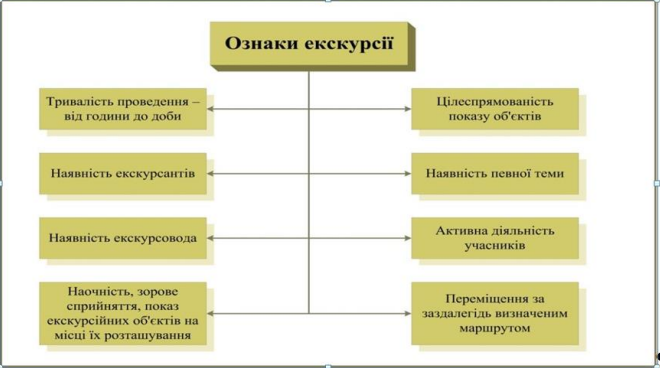 Ознаки екскурсії
Тривалість проведення –
від години до доби
Цілеспрямованість
показу об'єктів
Наявність екскурсантів
Наявність певної теми
Наявність екскурсовода
Активна діяльність
учасників
Наочність, зорове
сприйняття, показ
екскурсійних об'єктів на
місці їх розташування
Переміщення за
заздалегідь визначеним
маршрутом